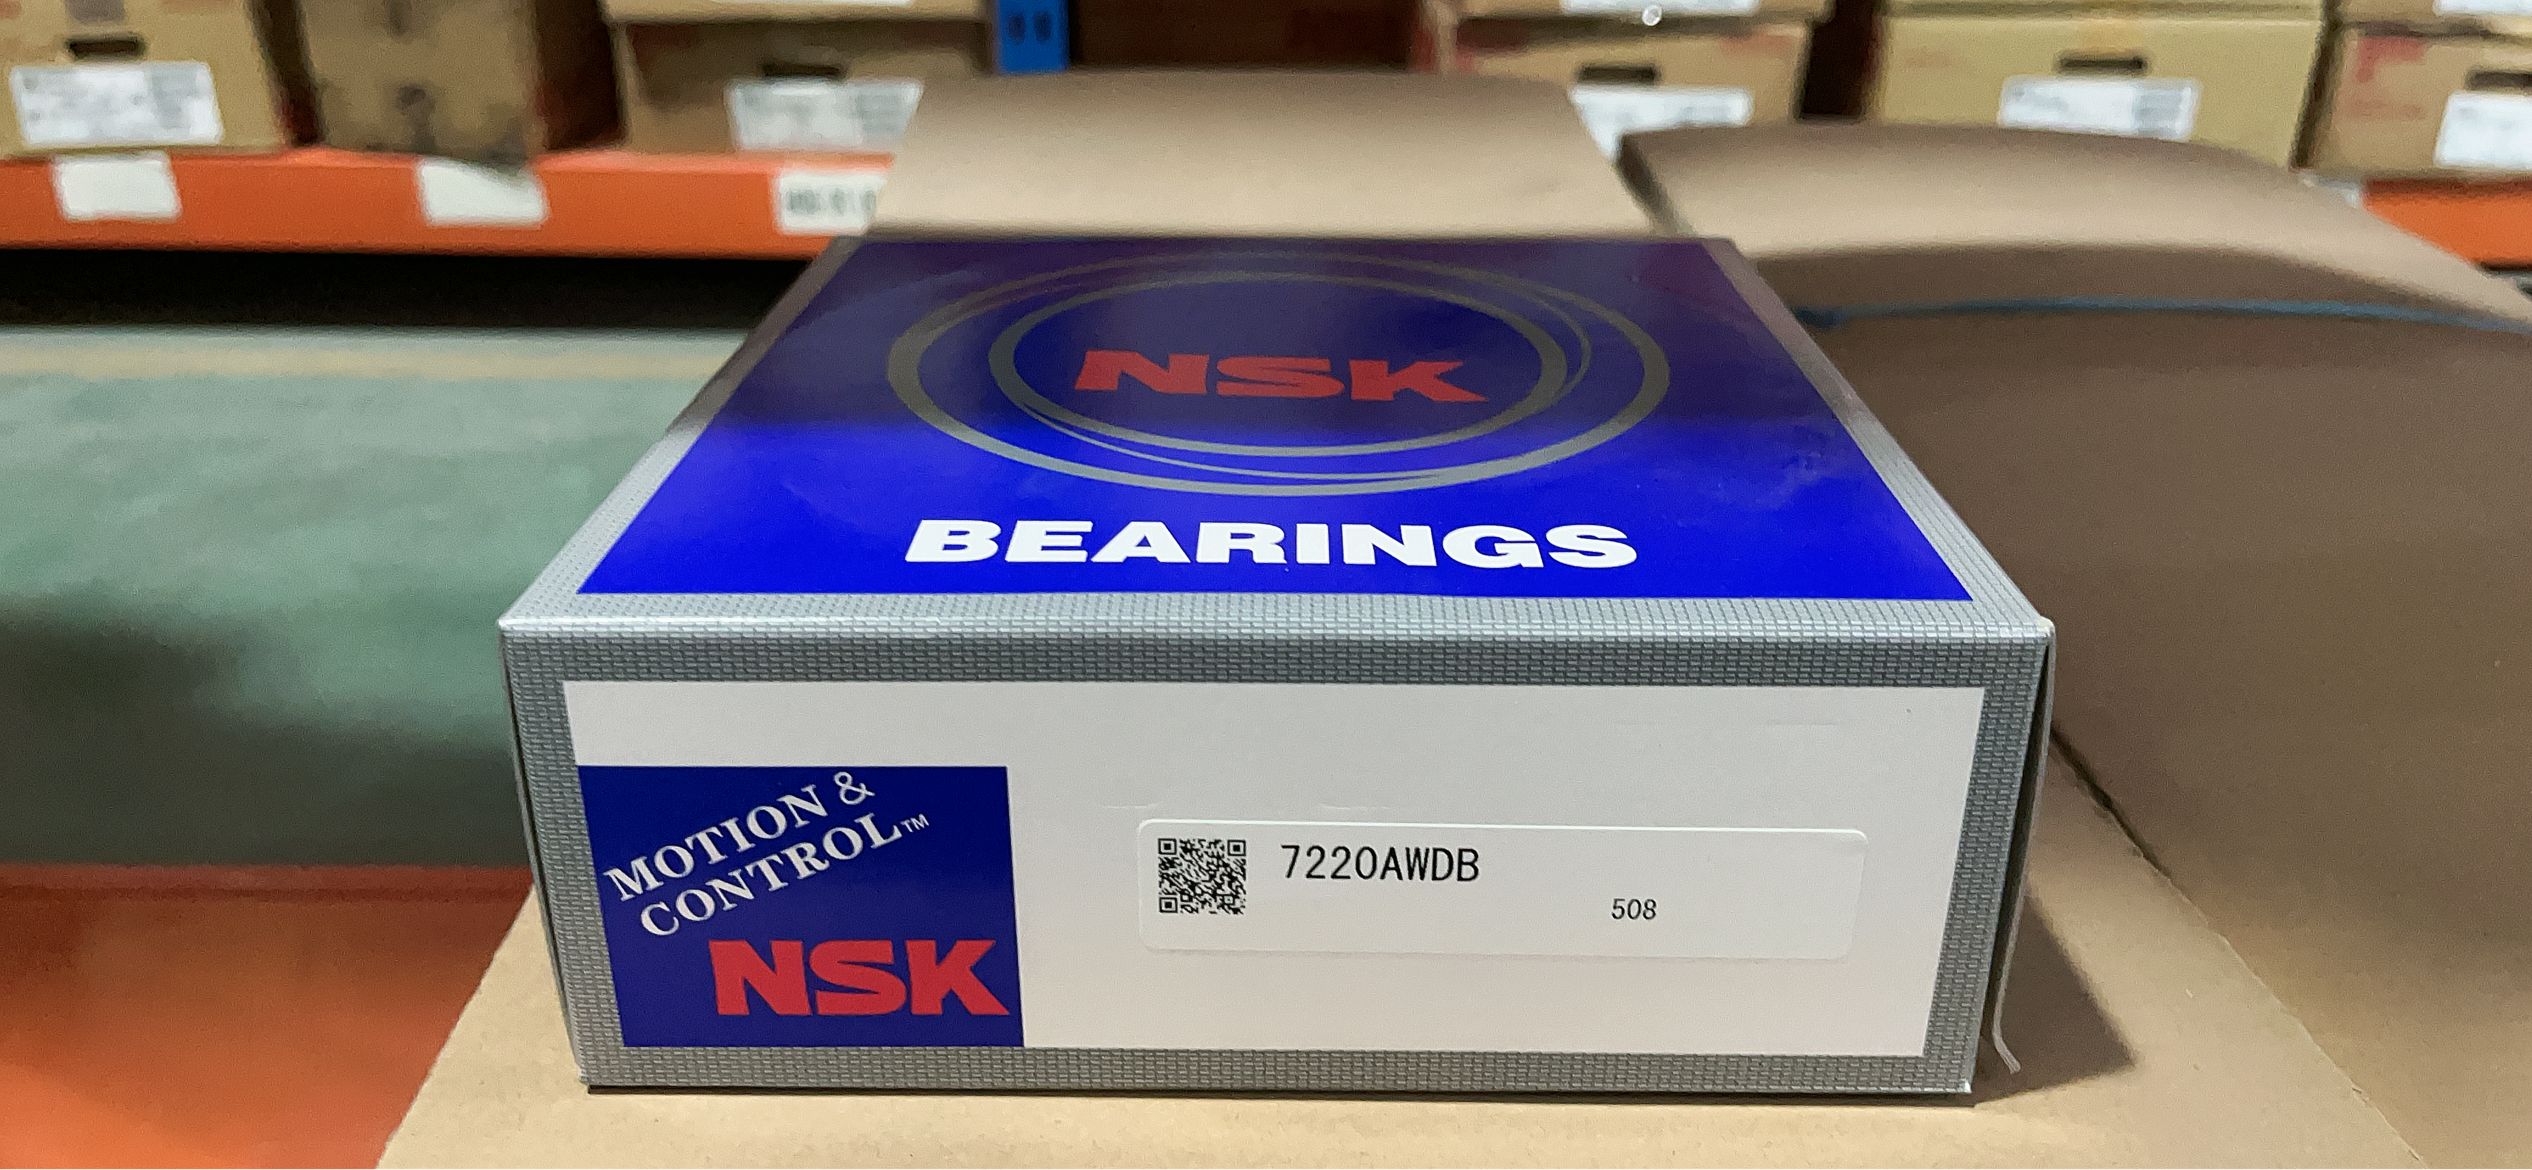 NSK
BEARINGS
MOTION &
CONTROL™
NSK
7220AWDB
508